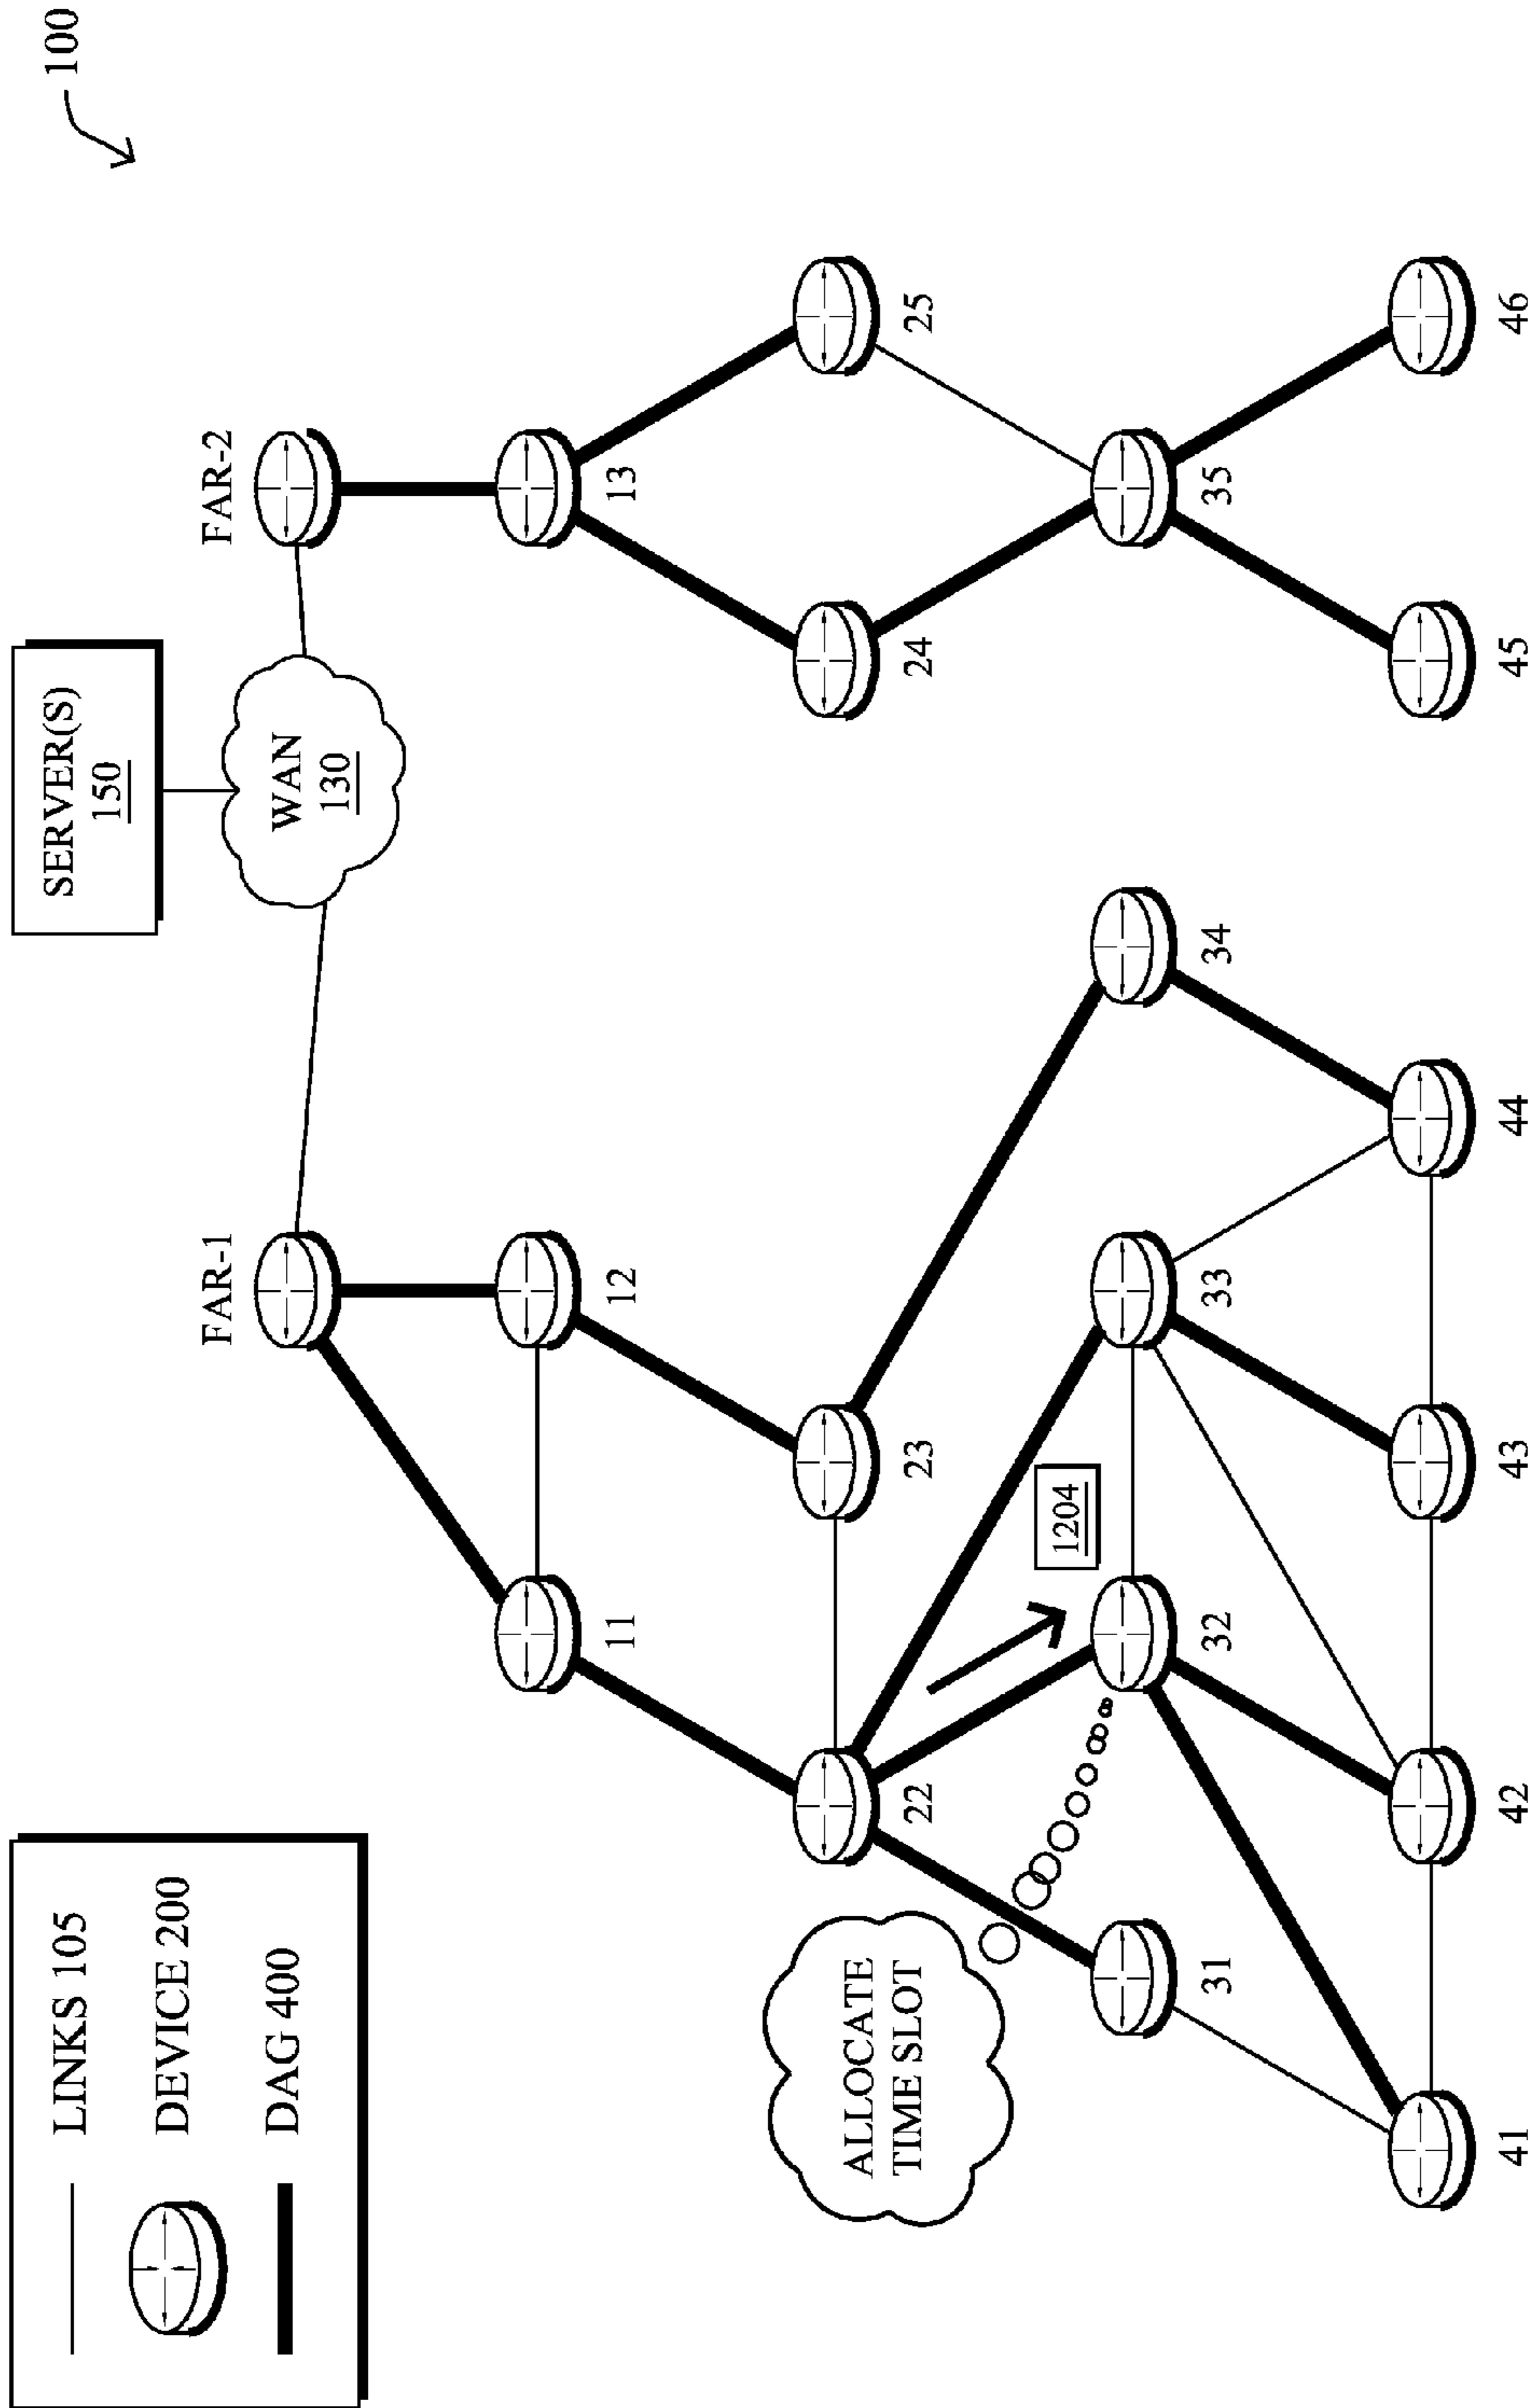 LINKS 105
DEVICE 200
DAG 400
SERVER(S)
150
100
WAN
130
FAR-1
FAR-2
11
12
13
22
23
24
25
ALLOCATE
TIME SLOT
1204
31
32
33
34
35
41
42
43
44
45
46